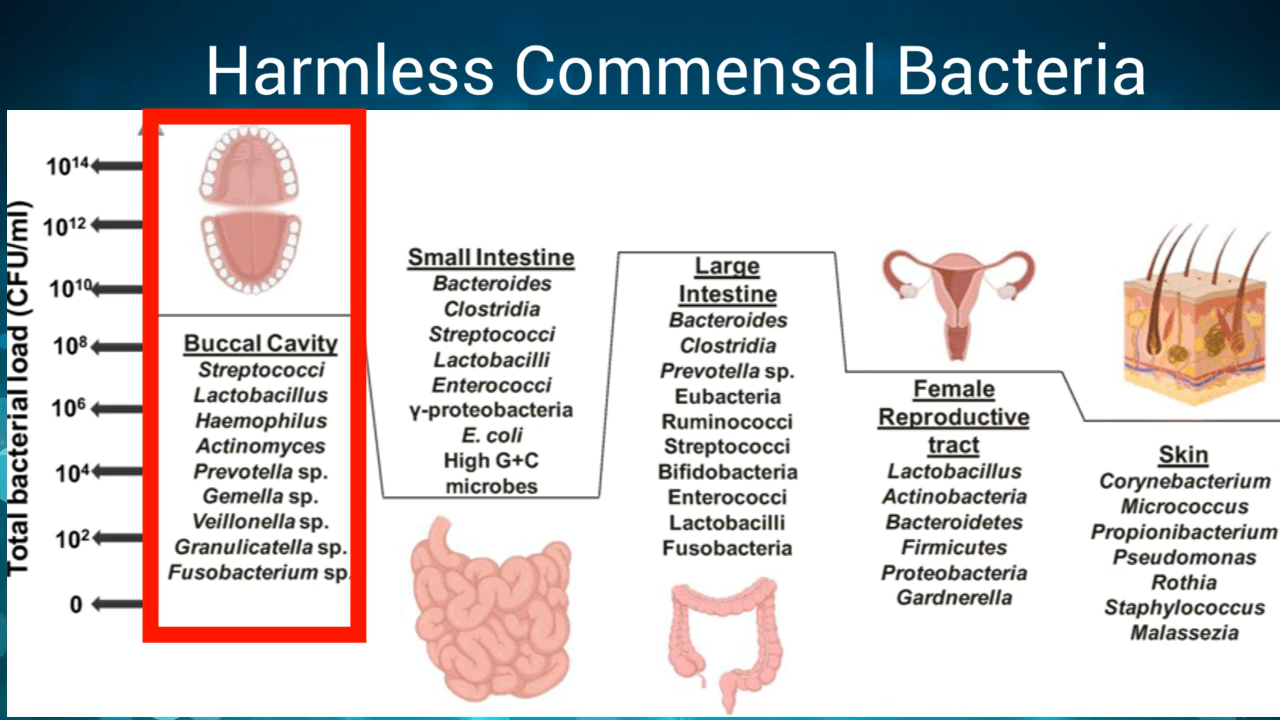 Harmless Commensal Bacteria
Total bacterial load (CFU/ml)
10¹⁴
10¹²
10¹⁰
10⁸
10⁶
10⁴
10²
0
Buccal Cavity
Streptococci
Lactobacillus
Haemophilus
Actinomyces
Prevotella sp.
Gemella sp.
Veillonella sp.
Granulicatella sp.
Fusobacterium sp
Small Intestine
Bacteroides
Clostridia
Streptococci
Lactobacilli
Enterococci
γ-proteobacteria
E. coli
High G+C
microbes
Large
Intestine
Bacteroides
Clostridia
Prevotella sp.
Eubacteria
Ruminococci
Streptococci
Bifidobacteria
Enterococci
Lactobacilli
Fusobacteria
Female
Reproductive
tract
Lactobacillus
Actinobacteria
Bacteroidetes
Firmicutes
Proteobacteria
Gardnerella
Skin
Corynebacterium
Micrococcus
Propionibacterium
Pseudomonas
Rothia
Staphylococcus
Malassezia